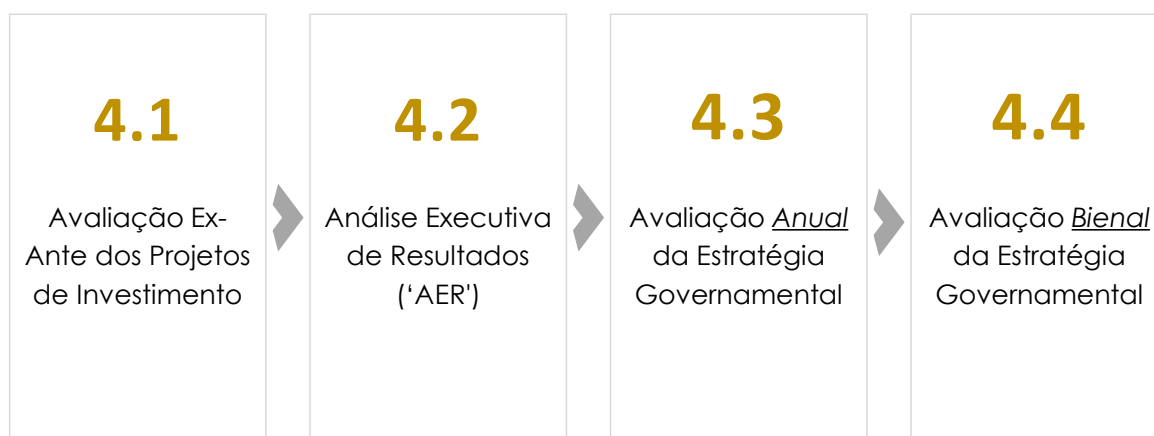 4.1
Avaliação Ex-
Ante dos Projetos
de Investimento
4.2
Análise Executiva
de Resultados
(‘AER')
4.3
Avaliação Anual
da Estratégia
Governamental
4.4
Avaliação Bienal
da Estratégia
Governamental